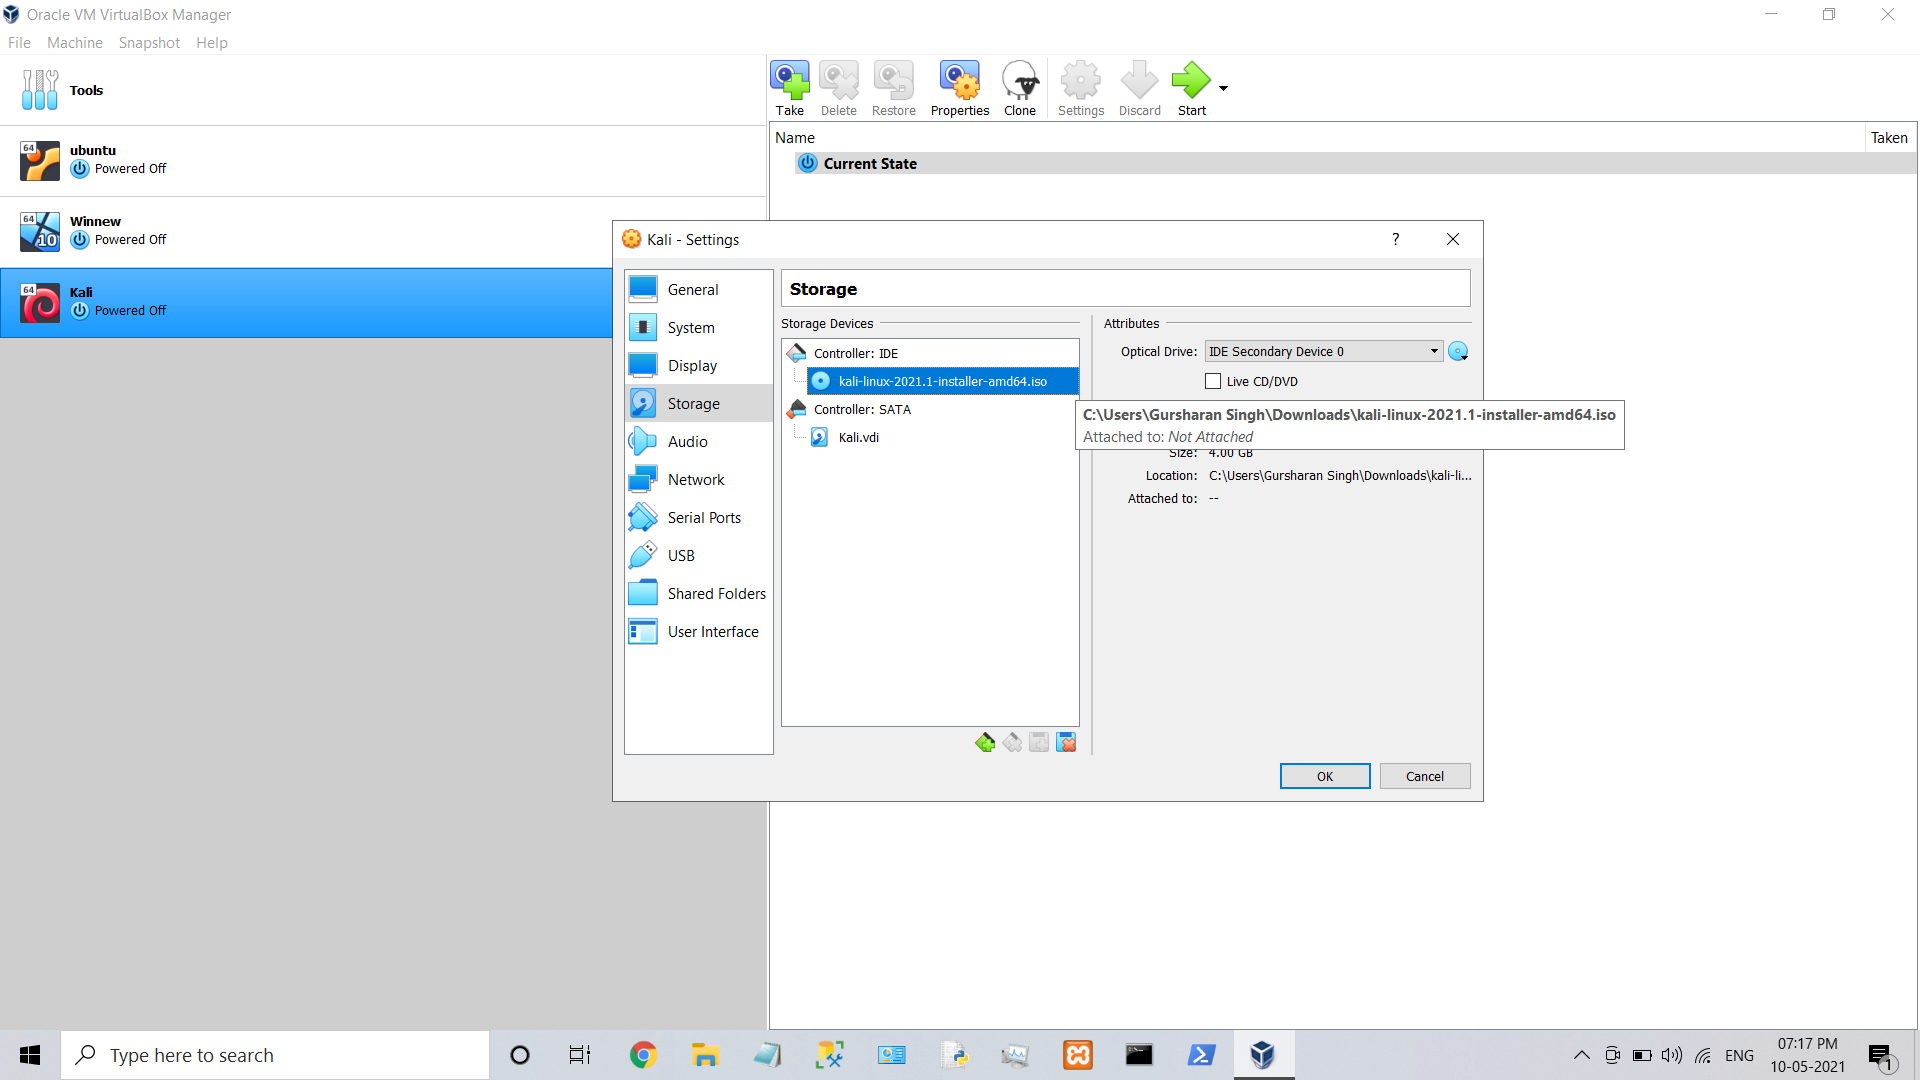 Oracle VM VirtualBox Manager
File Machine Snapshot Help
Tools
64
ubuntu
Powered Off
64
10
Winnew
Powered Off
64
Kali
Powered Off
Take Delete Restore Properties Clone Settings Discard Start
Name Taken
Current State
Kali - Settings ?
General
System
Display
Storage
Audio
Network
Serial Ports
USB
Shared Folders
User Interface
Storage
Storage Devices
Controller: IDE
kali-linux-2021.1-installer-amd64.iso
Controller: SATA
Kali.vdi
Attributes
Optical Drive: IDE Secondary Device 0
Live CD/DVD
C:\Users\Gursharan Singh\Downloads\kali-linux-2021.1-installer-amd64.iso
Attached to: Not Attached
Size: 4.00 GB
Location: C:\Users\Gursharan Singh\Downloads\kali-li...
Attached to: --
OK Cancel
Type here to search
ENG
07:17 PM
10-05-2021
1